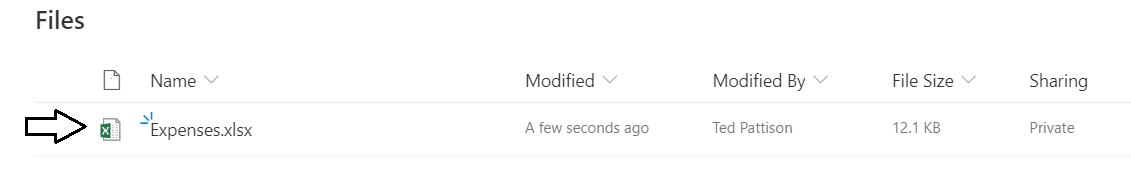 Files
Name Modified Modified By File Size Sharing
Expenses.xlsx A few seconds ago Ted Pattison 12.1 KB Private